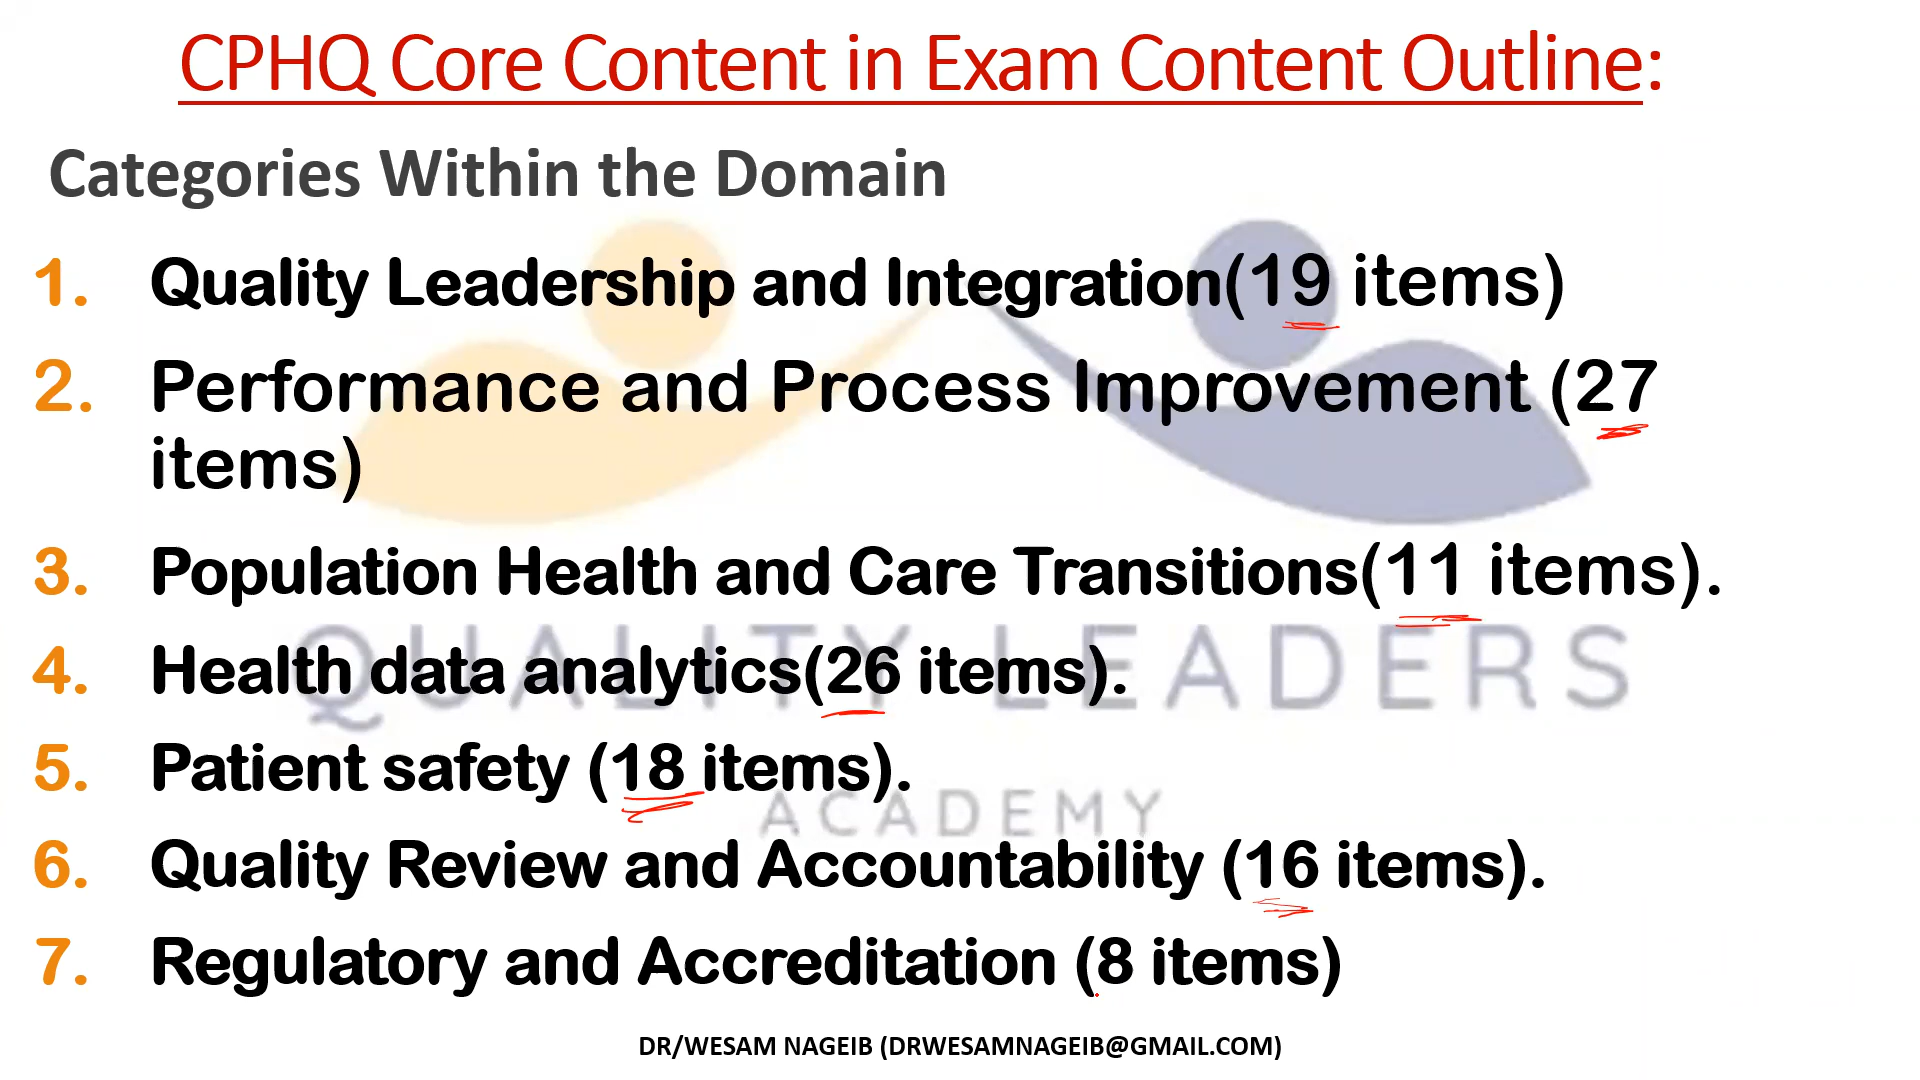 CPHQ Core Content in Exam Content Outline:
Categories Within the Domain
1. Quality Leadership and Integration(19 items)
2. Performance and Process Improvement (27
items)
3. Population Health and Care Transitions(11 items).
QUALITY LEADERS
4. Health data analytics(26 items).
5. Patient safety (18 items).
ACADEMY
6. Quality Review and Accountability (16 items).
7. Regulatory and Accreditation (8 items)
DR/WESAM NAGEIB (DRWESAMNAGEIB@GMAIL.COM)